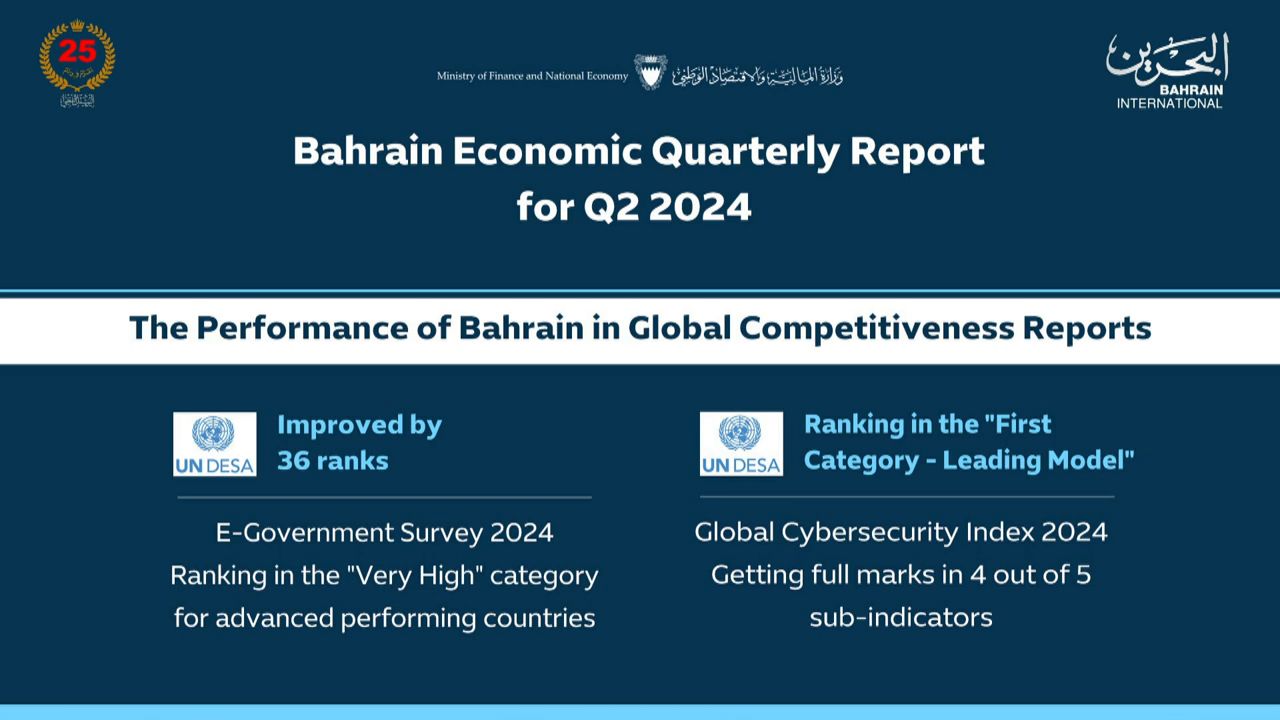 25
Ministry of Finance and National Economy
وزارة المالية والاقتصاد الوطني
البحرين
BAHRAIN
INTERNATIONAL
Bahrain Economic Quarterly Report
for Q2 2024
The Performance of Bahrain in Global Competitiveness Reports
UN DESA
Improved by
36 ranks
E-Government Survey 2024
Ranking in the "Very High" category
for advanced performing countries
UN DESA
Ranking in the "First
Category - Leading Model"
Global Cybersecurity Index 2024
Getting full marks in 4 out of 5
sub-indicators